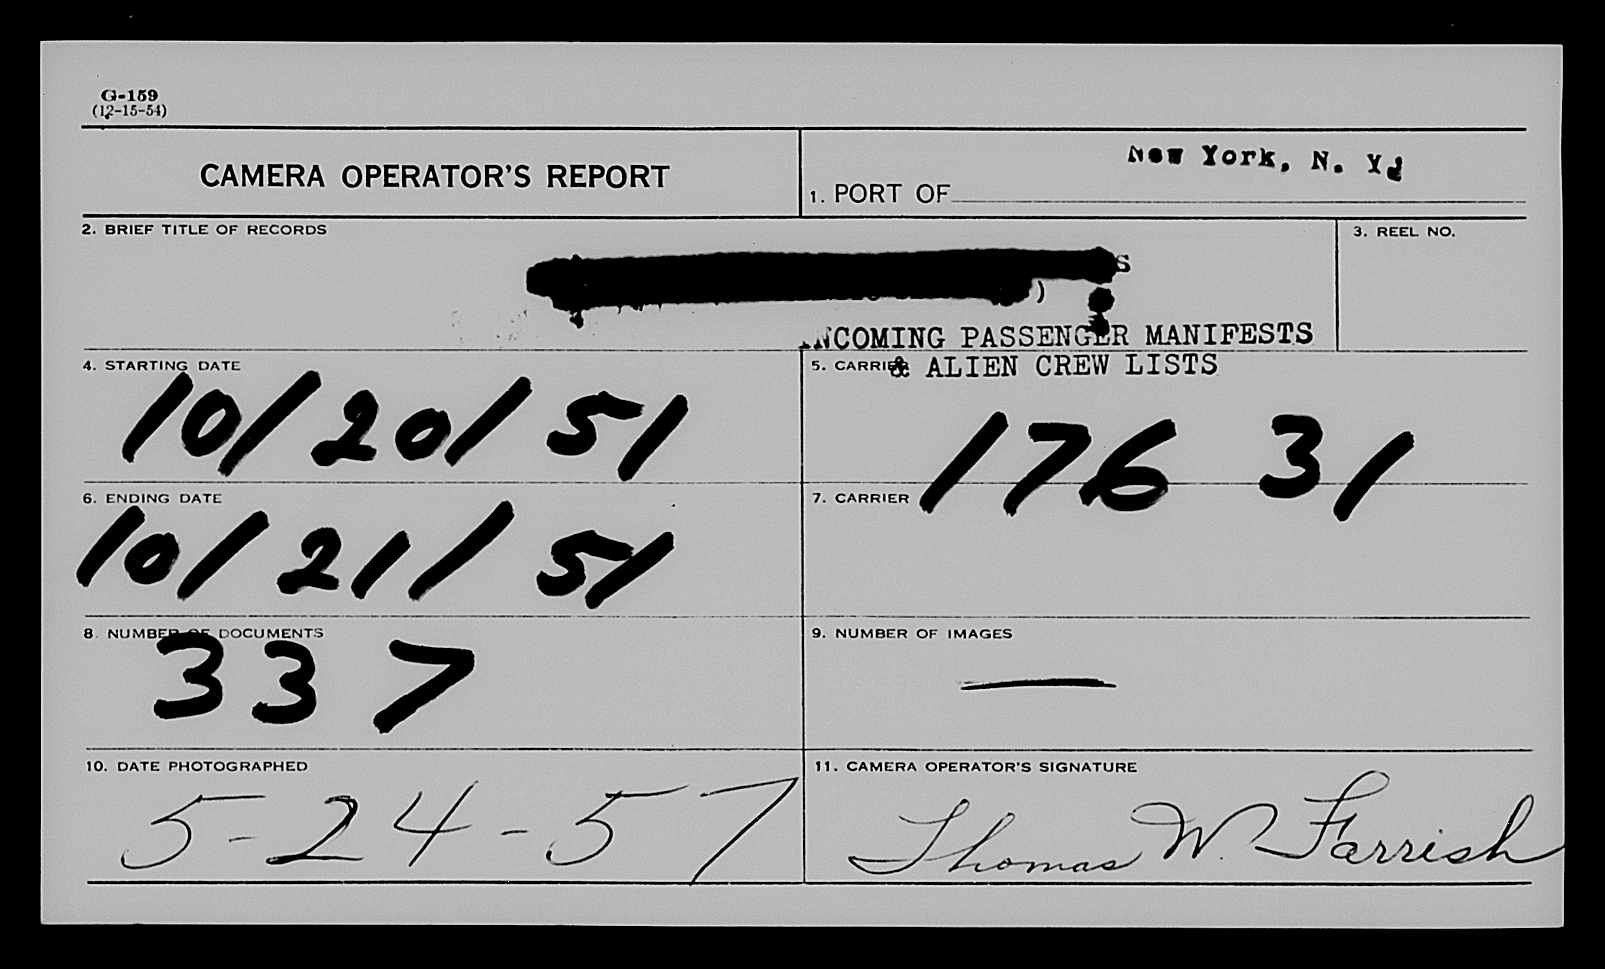 G-159
(12-15-54)
CAMERA OPERATOR'S REPORT
1. PORT OF New York, N. Y.
2. BRIEF TITLE OF RECORDS
3. REEL NO.
S
)
INCOMING PASSENGER MANIFESTS
& ALIEN CREW LISTS
4. STARTING DATE
10/20/51
5. CARRIER
17631
6. ENDING DATE
10/21/51
7. CARRIER
8. NUMBER OF DOCUMENTS
337
9. NUMBER OF IMAGES
—
10. DATE PHOTOGRAPHED
5-24-57
11. CAMERA OPERATOR'S SIGNATURE
Thomas W. Farrish